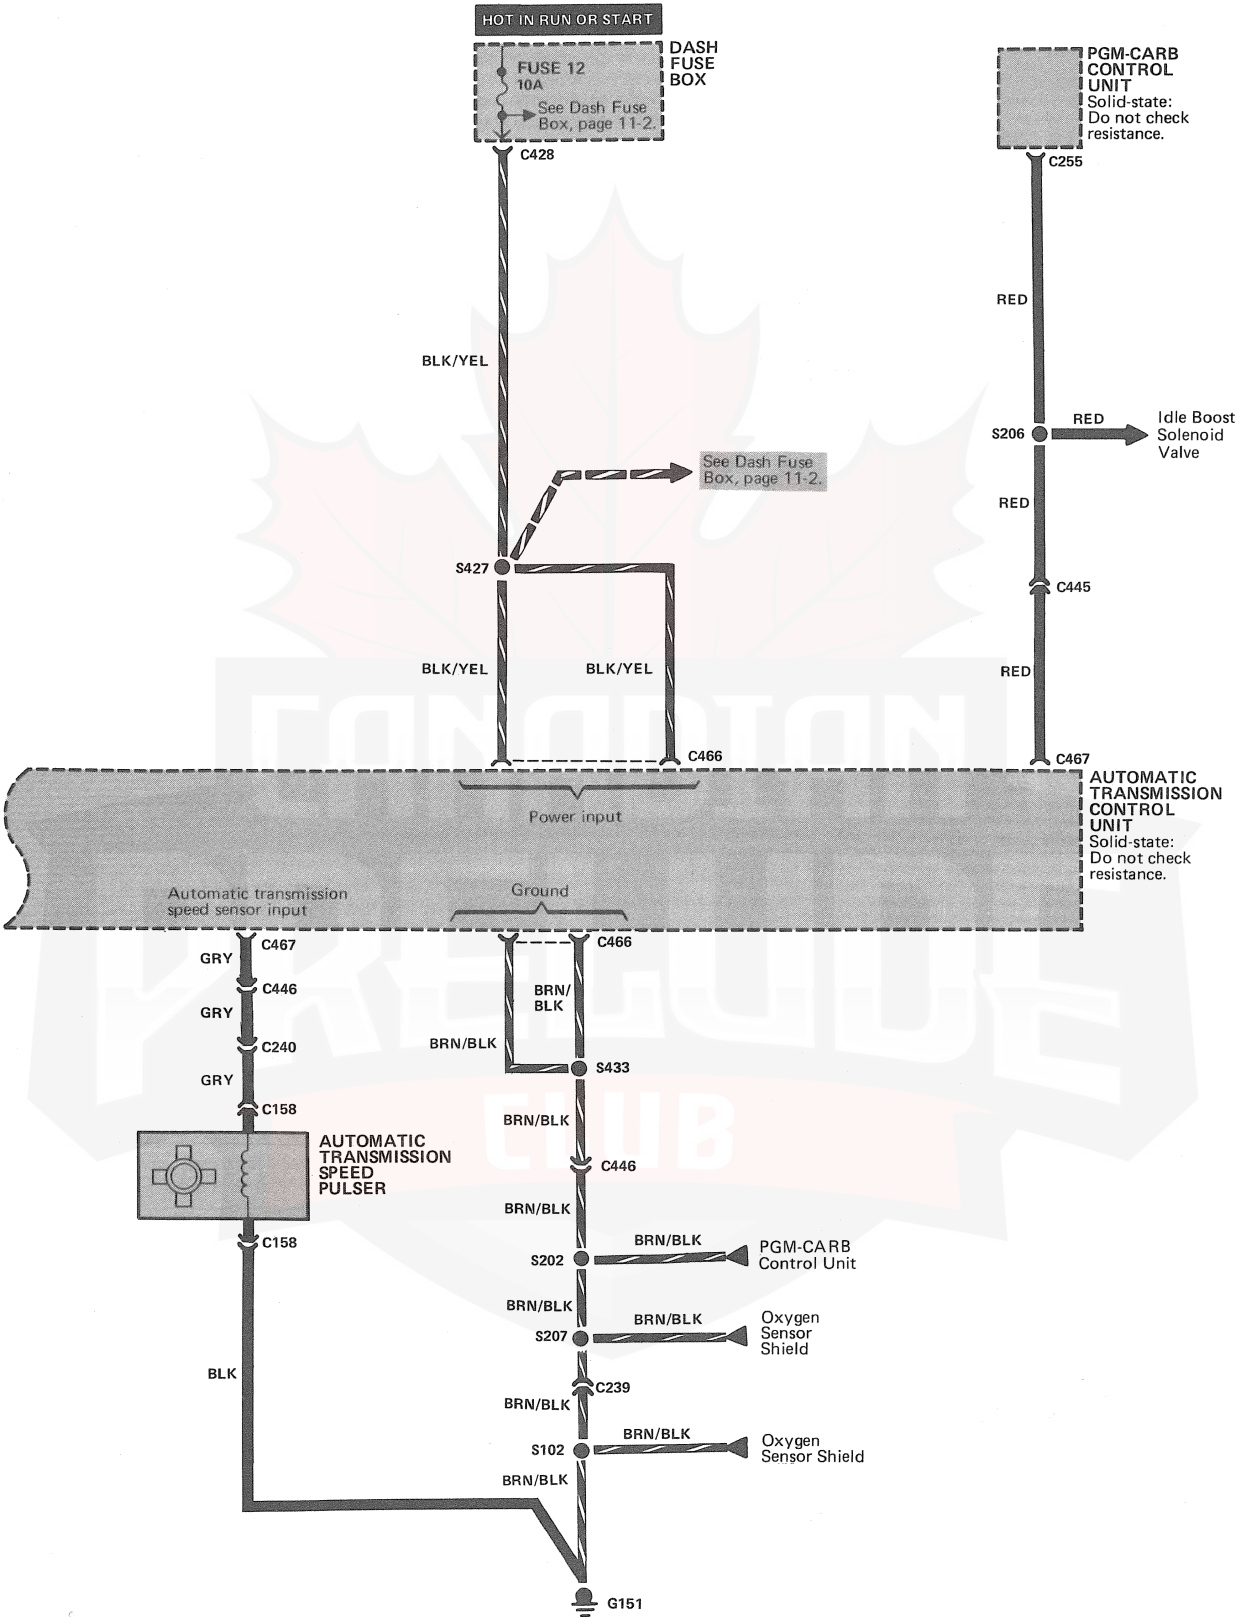 HOT IN RUN OR START
DASH
FUSE
BOX
FUSE 12
10A
See Dash Fuse
Box, page 11-2.
C428
PGM-CARB
CONTROL
UNIT
Solid-state:
Do not check
resistance.
C255
RED
BLK/YEL
S206
RED
Idle Boost
Solenoid
Valve
See Dash Fuse
Box, page 11-2.
RED
S427
C445
BLK/YEL
BLK/YEL
RED
C466
C467
CANADIAN
PRELUDE
CLUB
AUTOMATIC
TRANSMISSION
CONTROL
UNIT
Solid-state:
Do not check
resistance.
Power input
Automatic transmission
speed sensor input
Ground
C467
C466
GRY
C446
BRN/
BLK
GRY
BRN/BLK
C240
S433
GRY
C158
BRN/BLK
AUTOMATIC
TRANSMISSION
SPEED
PULSER
C446
BRN/BLK
C158
S202
BRN/BLK
PGM-CARB
Control Unit
BRN/BLK
S207
BRN/BLK
Oxygen
Sensor
Shield
BLK
C239
BRN/BLK
S102
BRN/BLK
Oxygen
Sensor Shield
BRN/BLK
G151